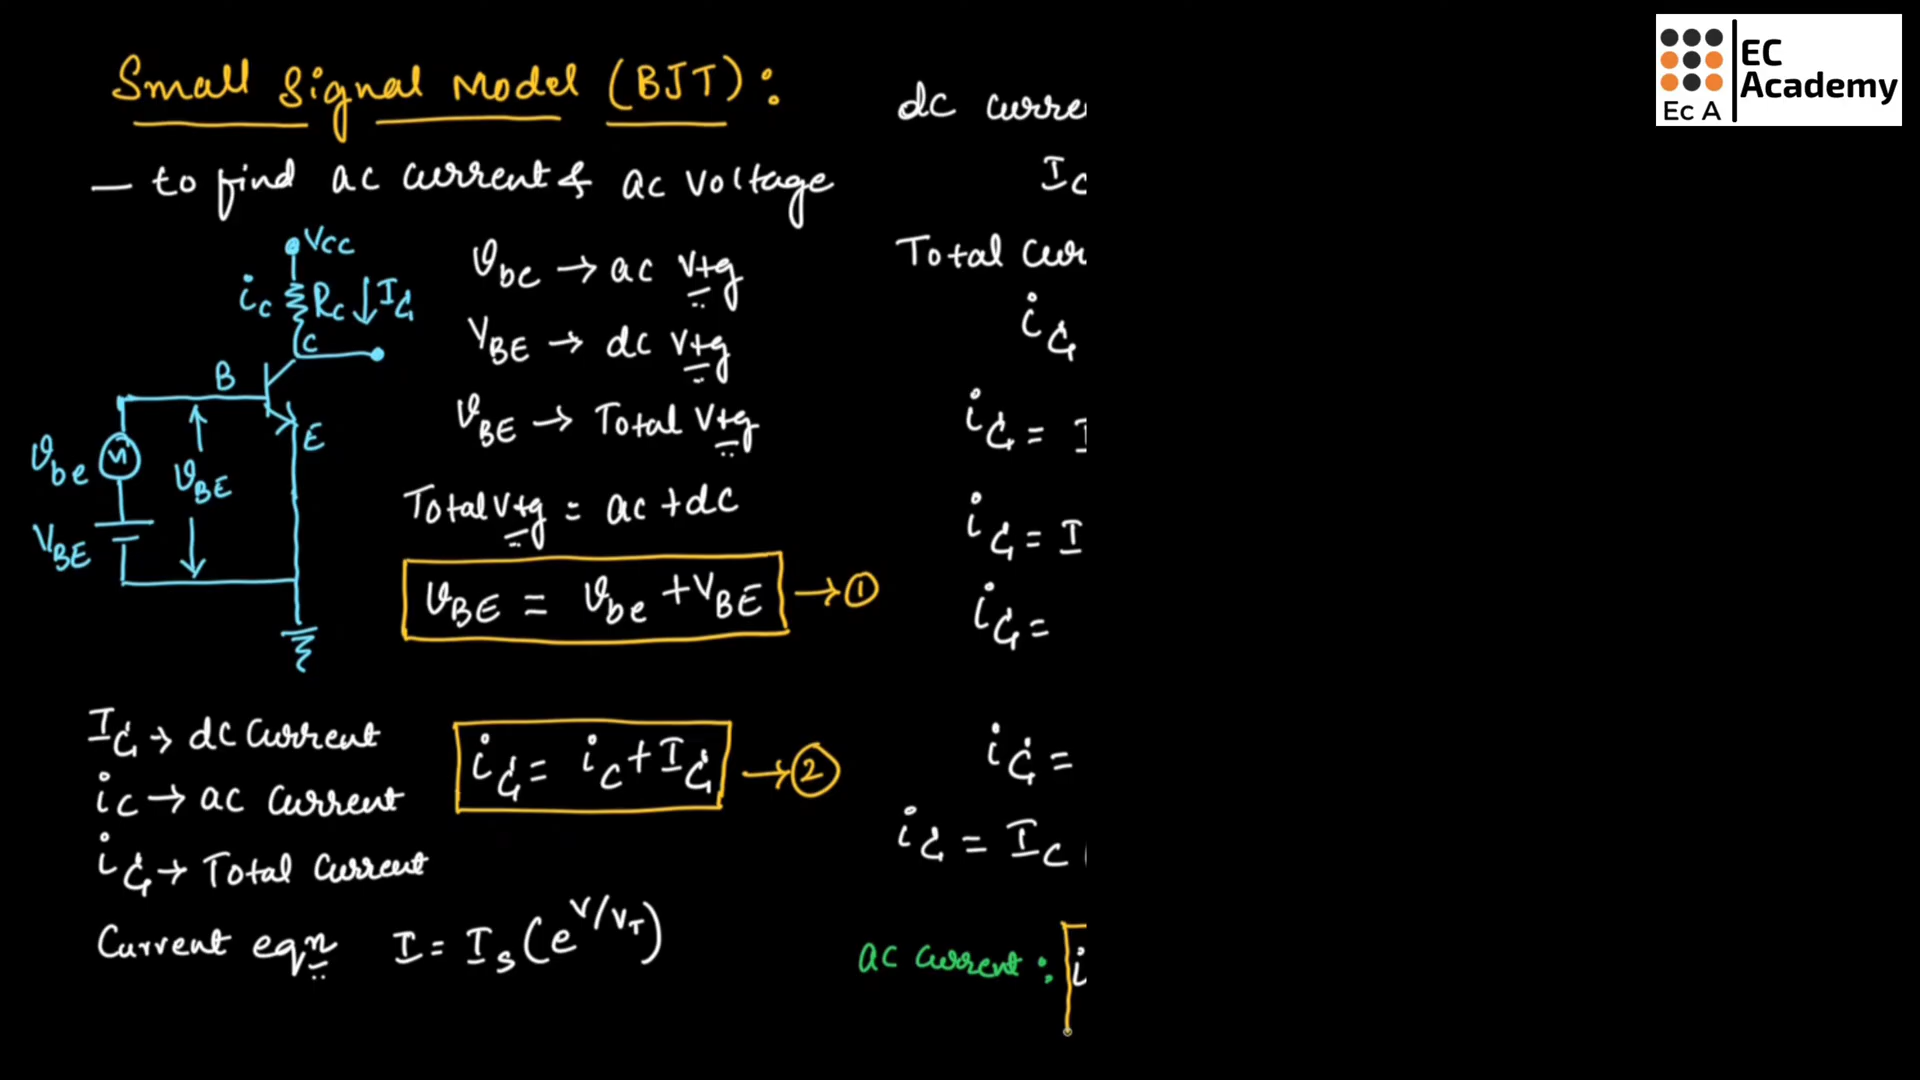 Small Signal Model (BJT):
— to find ac current & ac voltage
VCC
ic RC ↓ IC
C
B
E
vbe
vBE
VBE
vbe → ac vtg
VBE → dc vtg
vBE → Total vtg
Total vtg = ac + dc
vBE = vbe + VBE → ①
IC → dc current
ic → ac current
iC → Total current
iC = ic + IC → ②
Current eqn I = Is (e^V/VT)
dc curre
IC
Total cur
iC
iC = I
iC = I
iC =
iC =
iC = IC
ac current : i
EC
Academy
Ec A